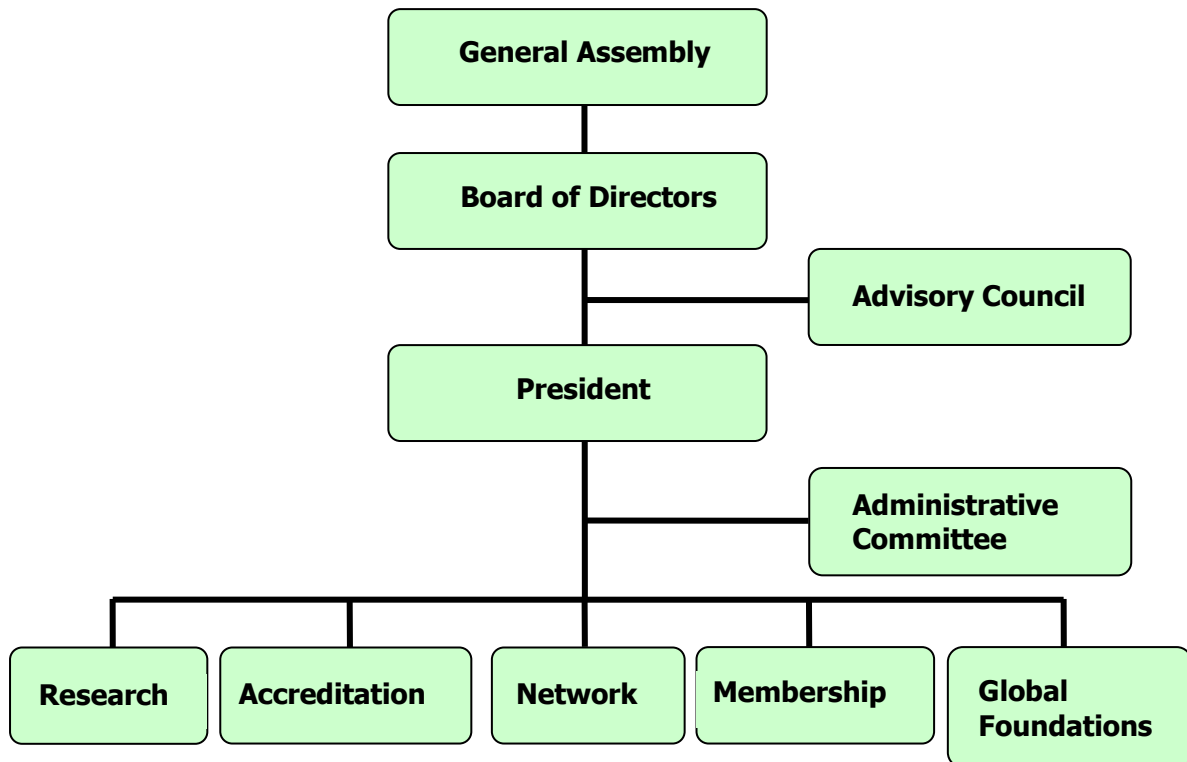 General Assembly
Board of Directors
Advisory Council
President
Administrative
Committee
Research
Accreditation
Network
Membership
Global
Foundations